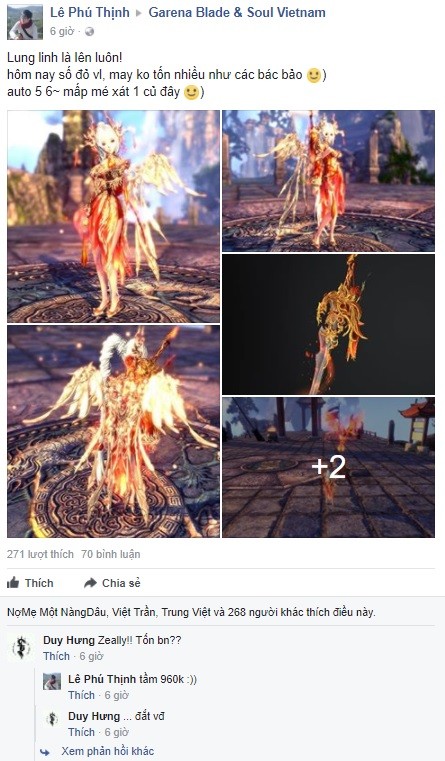 Lê Phú Thịnh ▸ Garena Blade & Soul Vietnam
6 giờ ·
Lung linh là lên luôn!
hôm nay số đỏ vl, may ko tốn nhiều như các bác bảo 🙂)
auto 5 6~ mấp mé xát 1 củ đây 🙂)
+2
271 lượt thích 70 bình luận
Thích Chia sẻ
NọMẹ Một NàngDâu, Việt Trần, Trung Việt và 268 người khác thích điều này.
Duy Hưng Zeally!! Tốn bn??
Thích · 6 giờ
Lê Phú Thịnh tầm 960k :))
Thích · 6 giờ
Duy Hưng ... đắt vđ
Thích · 6 giờ
Xem phản hồi khác